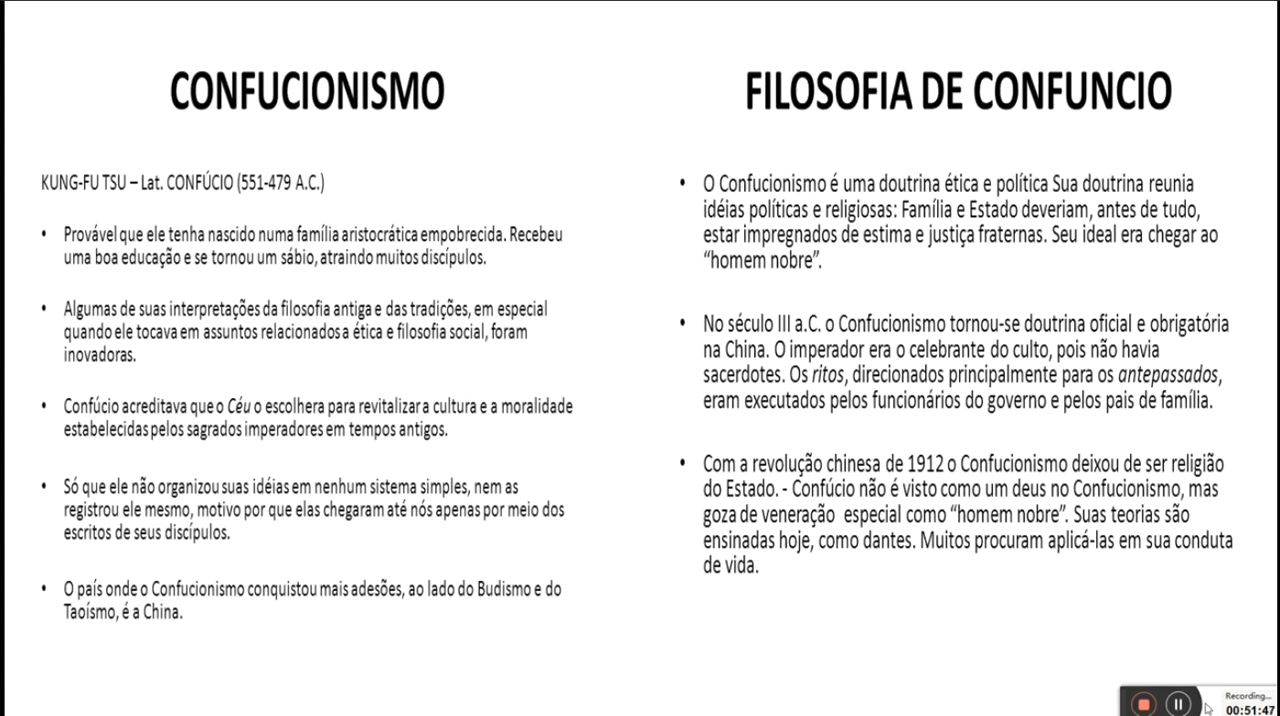 CONFUCIONISMO
KUNG-FU TSU – Lat. CONFÚCIO (551-479 A.C.)
• Provável que ele tenha nascido numa família aristocrática empobrecida. Recebeu
uma boa educação e se tornou um sábio, atraindo muitos discípulos.
• Algumas de suas interpretações da filosofia antiga e das tradições, em especial
quando ele tocava em assuntos relacionados a ética e filosofia social, foram
inovadoras.
• Confúcio acreditava que o Céu o escolhera para revitalizar a cultura e a moralidade
estabelecidas pelos sagrados imperadores em tempos antigos.
• Só que ele não organizou suas idéias em nenhum sistema simples, nem as
registrou ele mesmo, motivo por que elas chegaram até nós apenas por meio dos
escritos de seus discípulos.
• O país onde o Confucionismo conquistou mais adesões, ao lado do Budismo e do
Taoísmo, é a China.
FILOSOFIA DE CONFUNCIO
• O Confucionismo é uma doutrina ética e política Sua doutrina reunia
idéias políticas e religiosas: Família e Estado deveriam, antes de tudo,
estar impregnados de estima e justiça fraternas. Seu ideal era chegar ao
“homem nobre”.
• No século III a.C. o Confucionismo tornou-se doutrina oficial e obrigatória
na China. O imperador era o celebrante do culto, pois não havia
sacerdotes. Os ritos, direcionados principalmente para os antepassados,
eram executados pelos funcionários do governo e pelos pais de família.
• Com a revolução chinesa de 1912 o Confucionismo deixou de ser religião
do Estado. - Confúcio não é visto como um deus no Confucionismo, mas
goza de veneração especial como “homem nobre”. Suas teorias são
ensinadas hoje, como dantes. Muitos procuram aplicá-las em sua conduta
de vida.
Recording...
00:51:47